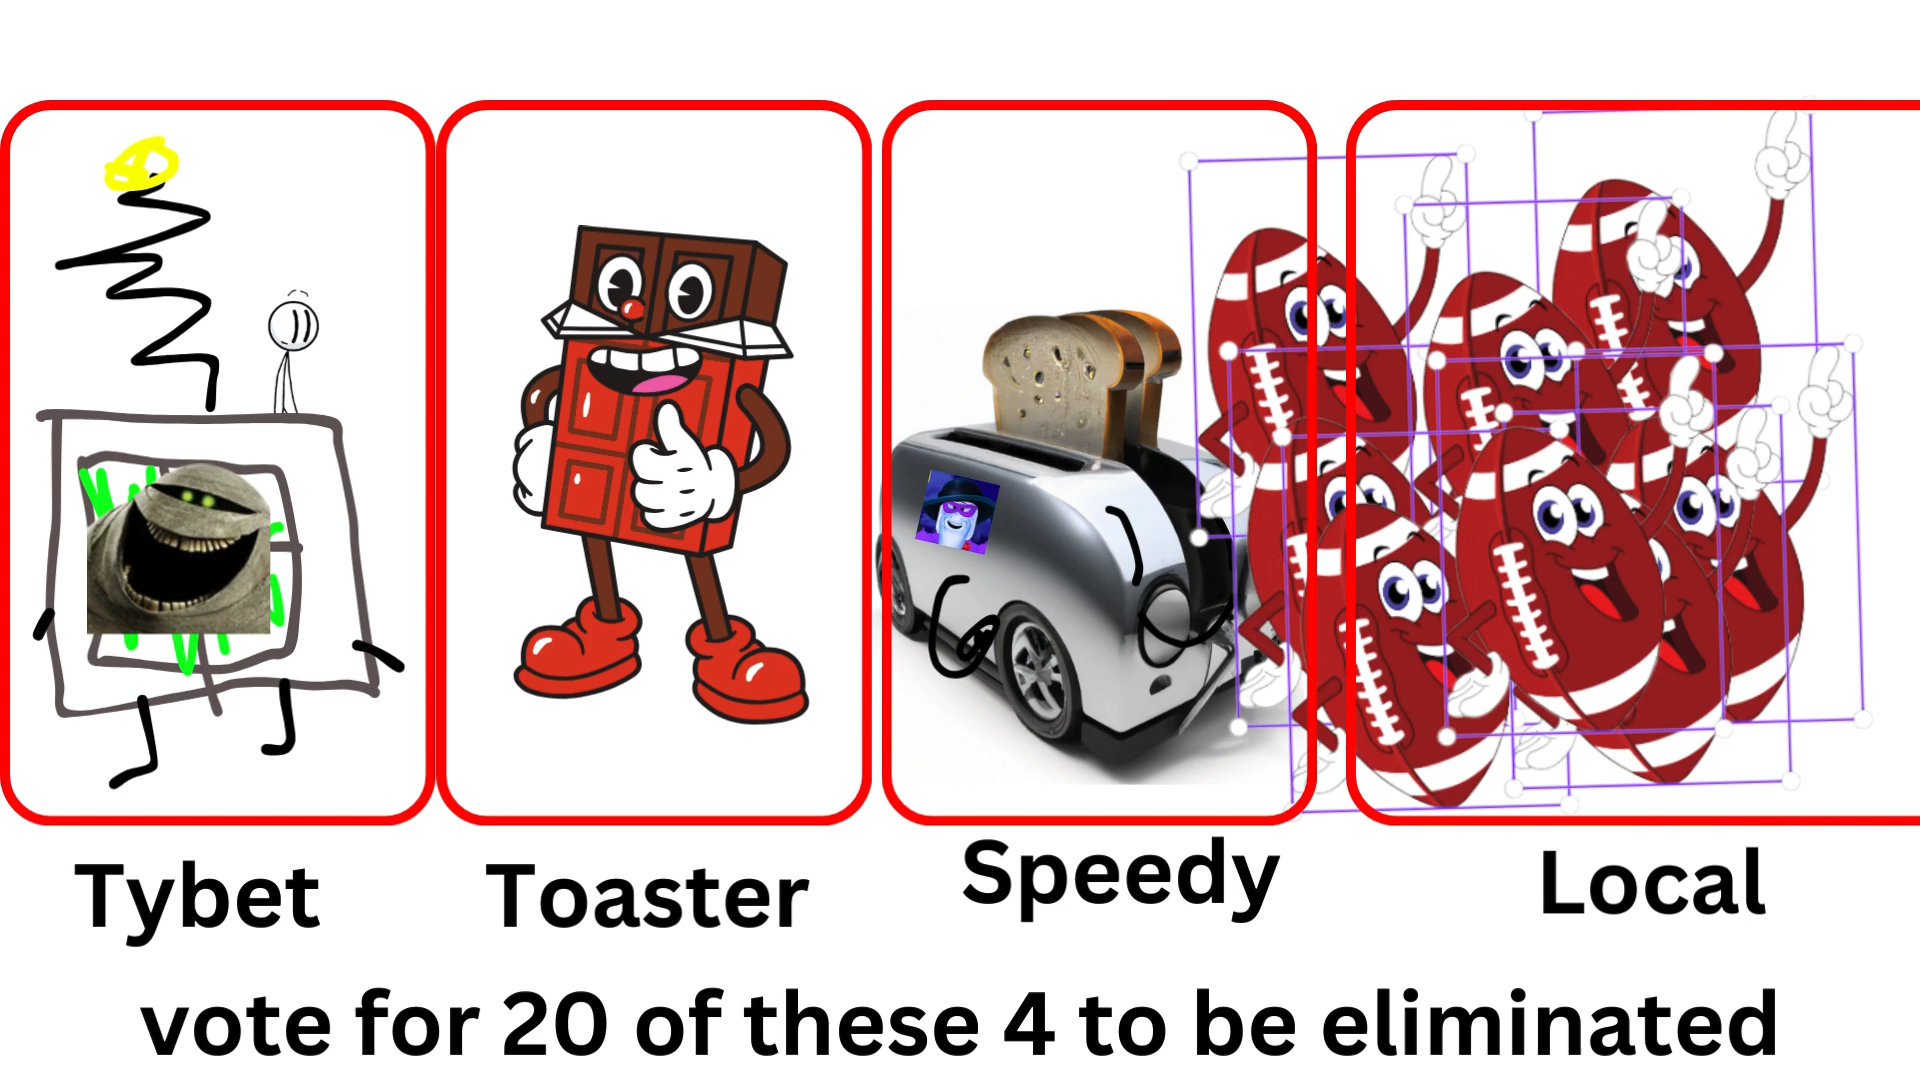 Tybet
Toaster
Speedy
Local
vote for 20 of these 4 to be eliminated